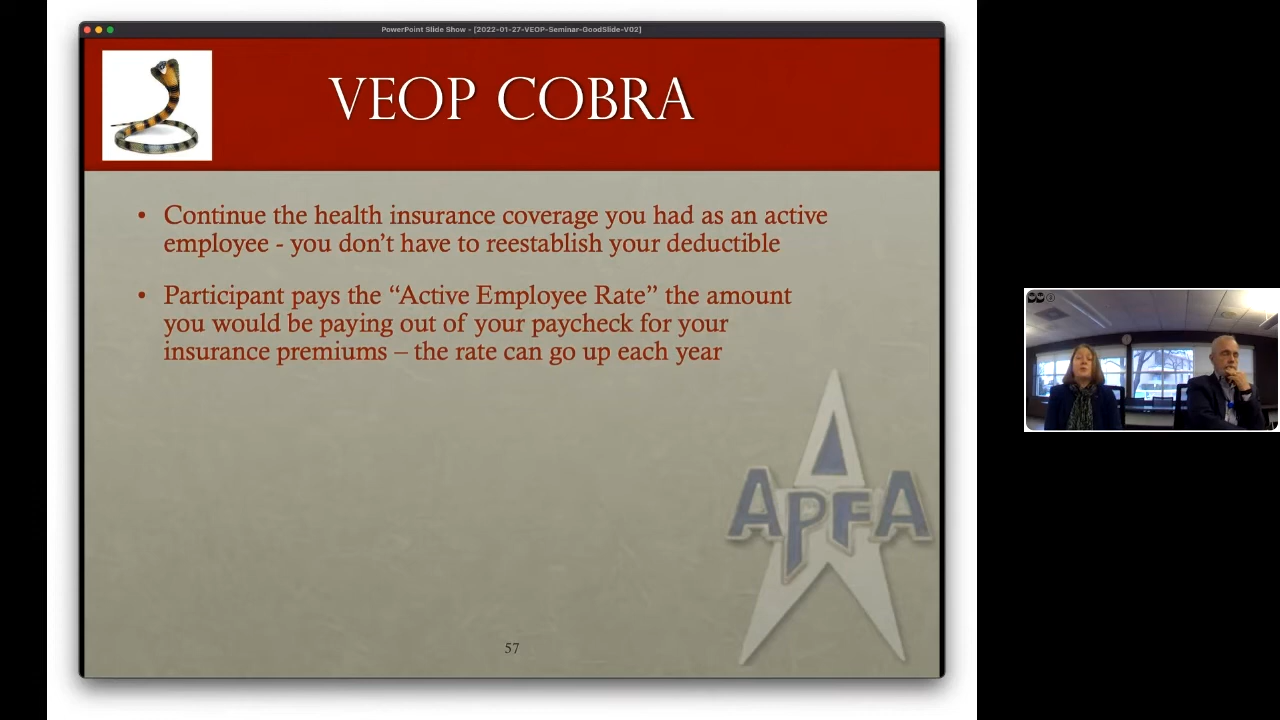 PowerPoint Slide Show - [2022-01-27-VEOP-Seminar-GoodSlide-V02]
VEOP COBRA
• Continue the health insurance coverage you had as an active
employee - you don’t have to reestablish your deductible
• Participant pays the “Active Employee Rate” the amount
you would be paying out of your paycheck for your
insurance premiums – the rate can go up each year
APFA
57